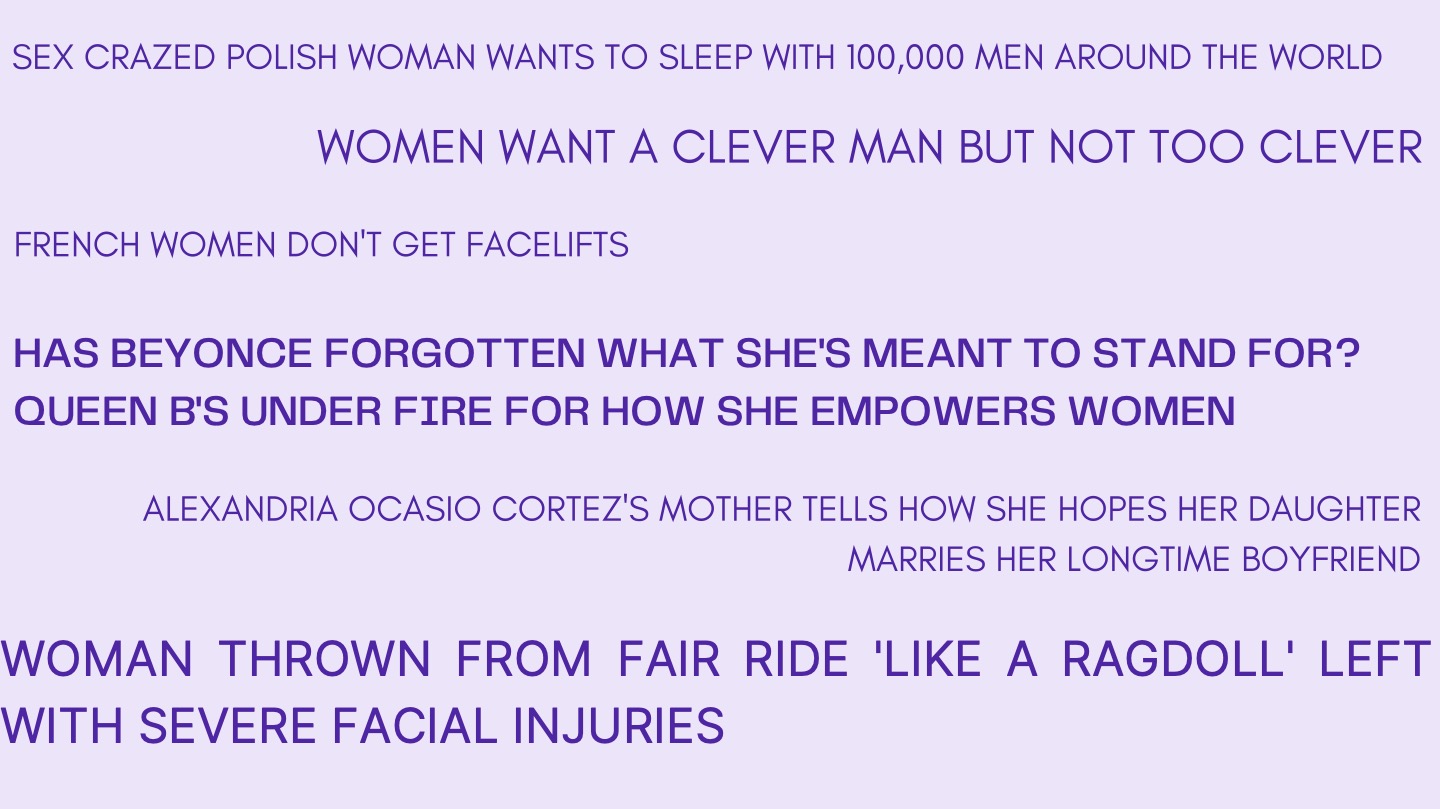 SEX CRAZED POLISH WOMAN WANTS TO SLEEP WITH 100,000 MEN AROUND THE WORLD
WOMEN WANT A CLEVER MAN BUT NOT TOO CLEVER
FRENCH WOMEN DON'T GET FACELIFTS
HAS BEYONCE FORGOTTEN WHAT SHE'S MEANT TO STAND FOR?
QUEEN B'S UNDER FIRE FOR HOW SHE EMPOWERS WOMEN
ALEXANDRIA OCASIO CORTEZ'S MOTHER TELLS HOW SHE HOPES HER DAUGHTER
MARRIES HER LONGTIME BOYFRIEND
WOMAN THROWN FROM FAIR RIDE 'LIKE A RAGDOLL' LEFT
WITH SEVERE FACIAL INJURIES